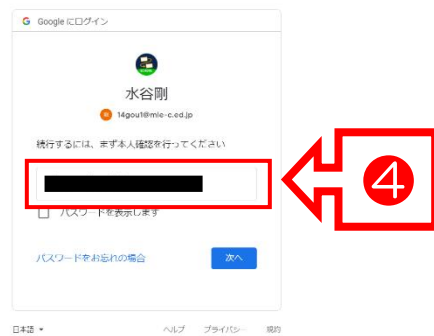 G Google にログイン
水谷剛
14gou1@mie-c.ed.jp
続行するには、まず本人確認を行ってください
パスワードを表示します
パスワードをお忘れの場合
次へ
4
日本語
ヘルプ プライバシー 規約